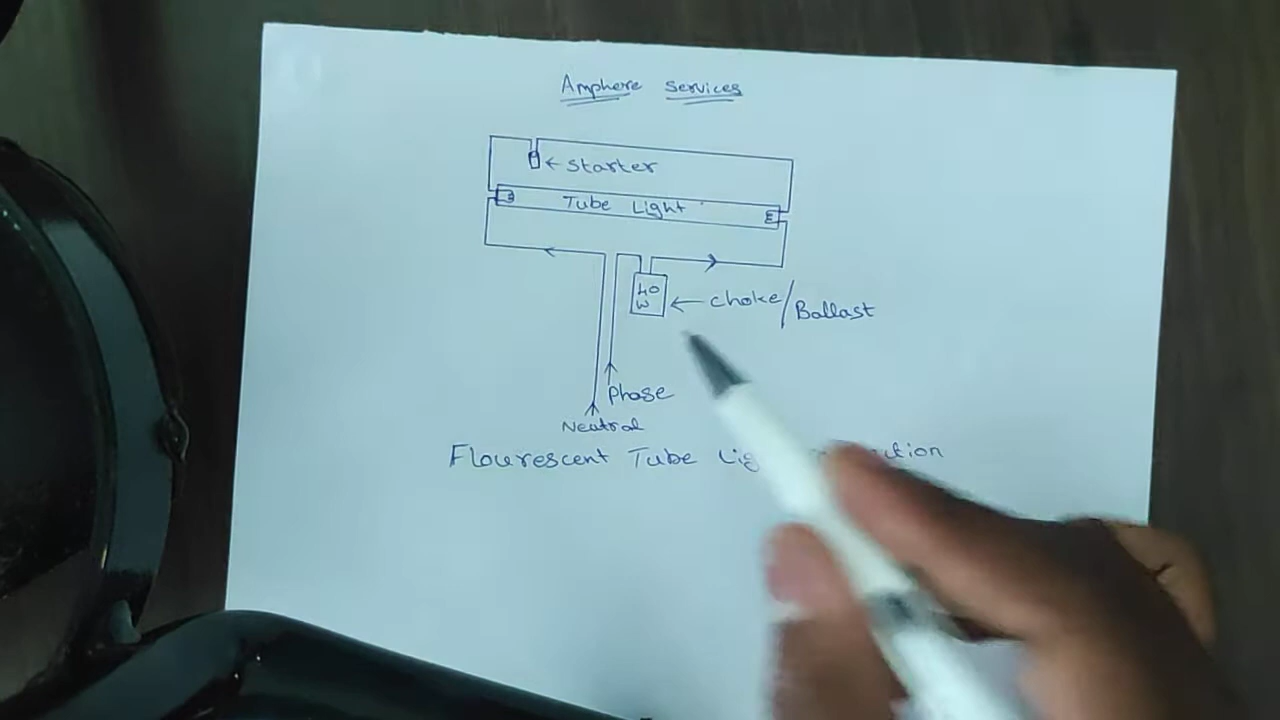 Amphere Services
← Starter
Tube Light
40
W
← choke/Ballast
Phase
Neutral
Flourescent Tube